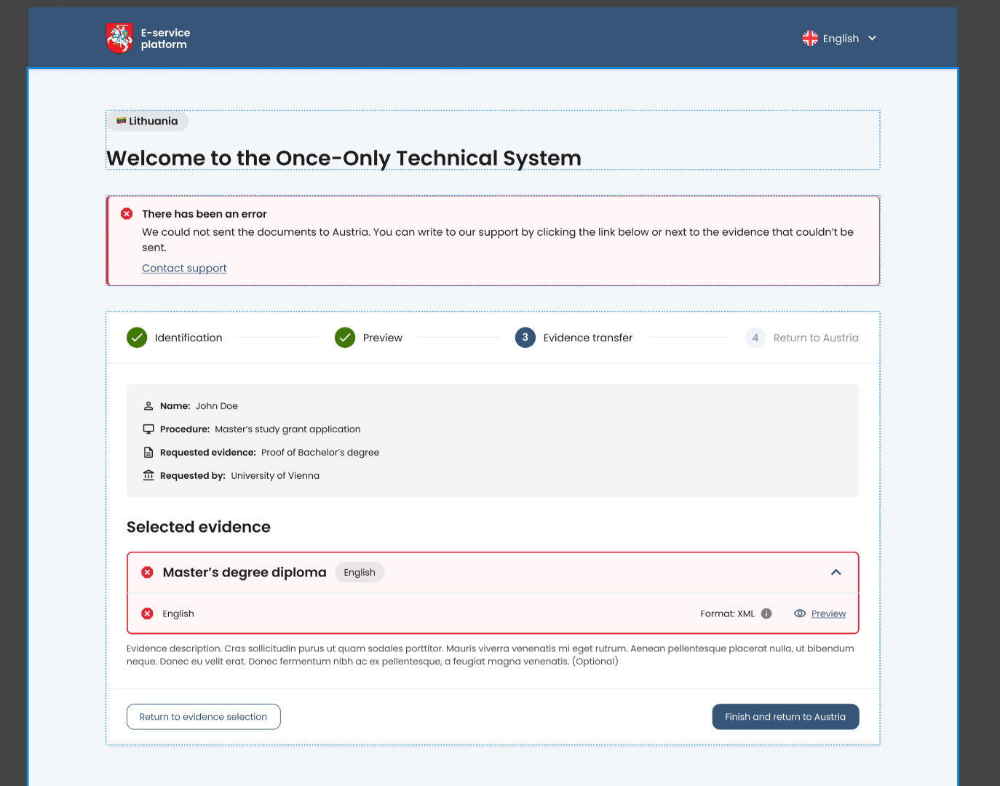 E-service
platform
English
Lithuania
Welcome to the Once-Only Technical System
There has been an error
We could not sent the documents to Austria. You can write to our support by clicking the link below or next to the evidence that couldn't be
sent.
Contact support
Identification
Preview
3 Evidence transfer
4 Return to Austria
Name: John Doe
Procedure: Master's study grant application
Requested evidence: Proof of Bachelor's degree
Requested by: University of Vienna
Selected evidence
Master's degree diploma English
English Format: XML Preview
Evidence description. Cras sollicitudin purus ut quam sodales porttitor. Mauris viverra venenatis mi eget rutrum. Aenean pellentesque placerat nulla, ut bibendum
neque. Donec eu velit erat. Donec fermentum nibh ac ex pellentesque, a feugiat magna venenatis. (Optional)
Return to evidence selection
Finish and return to Austria